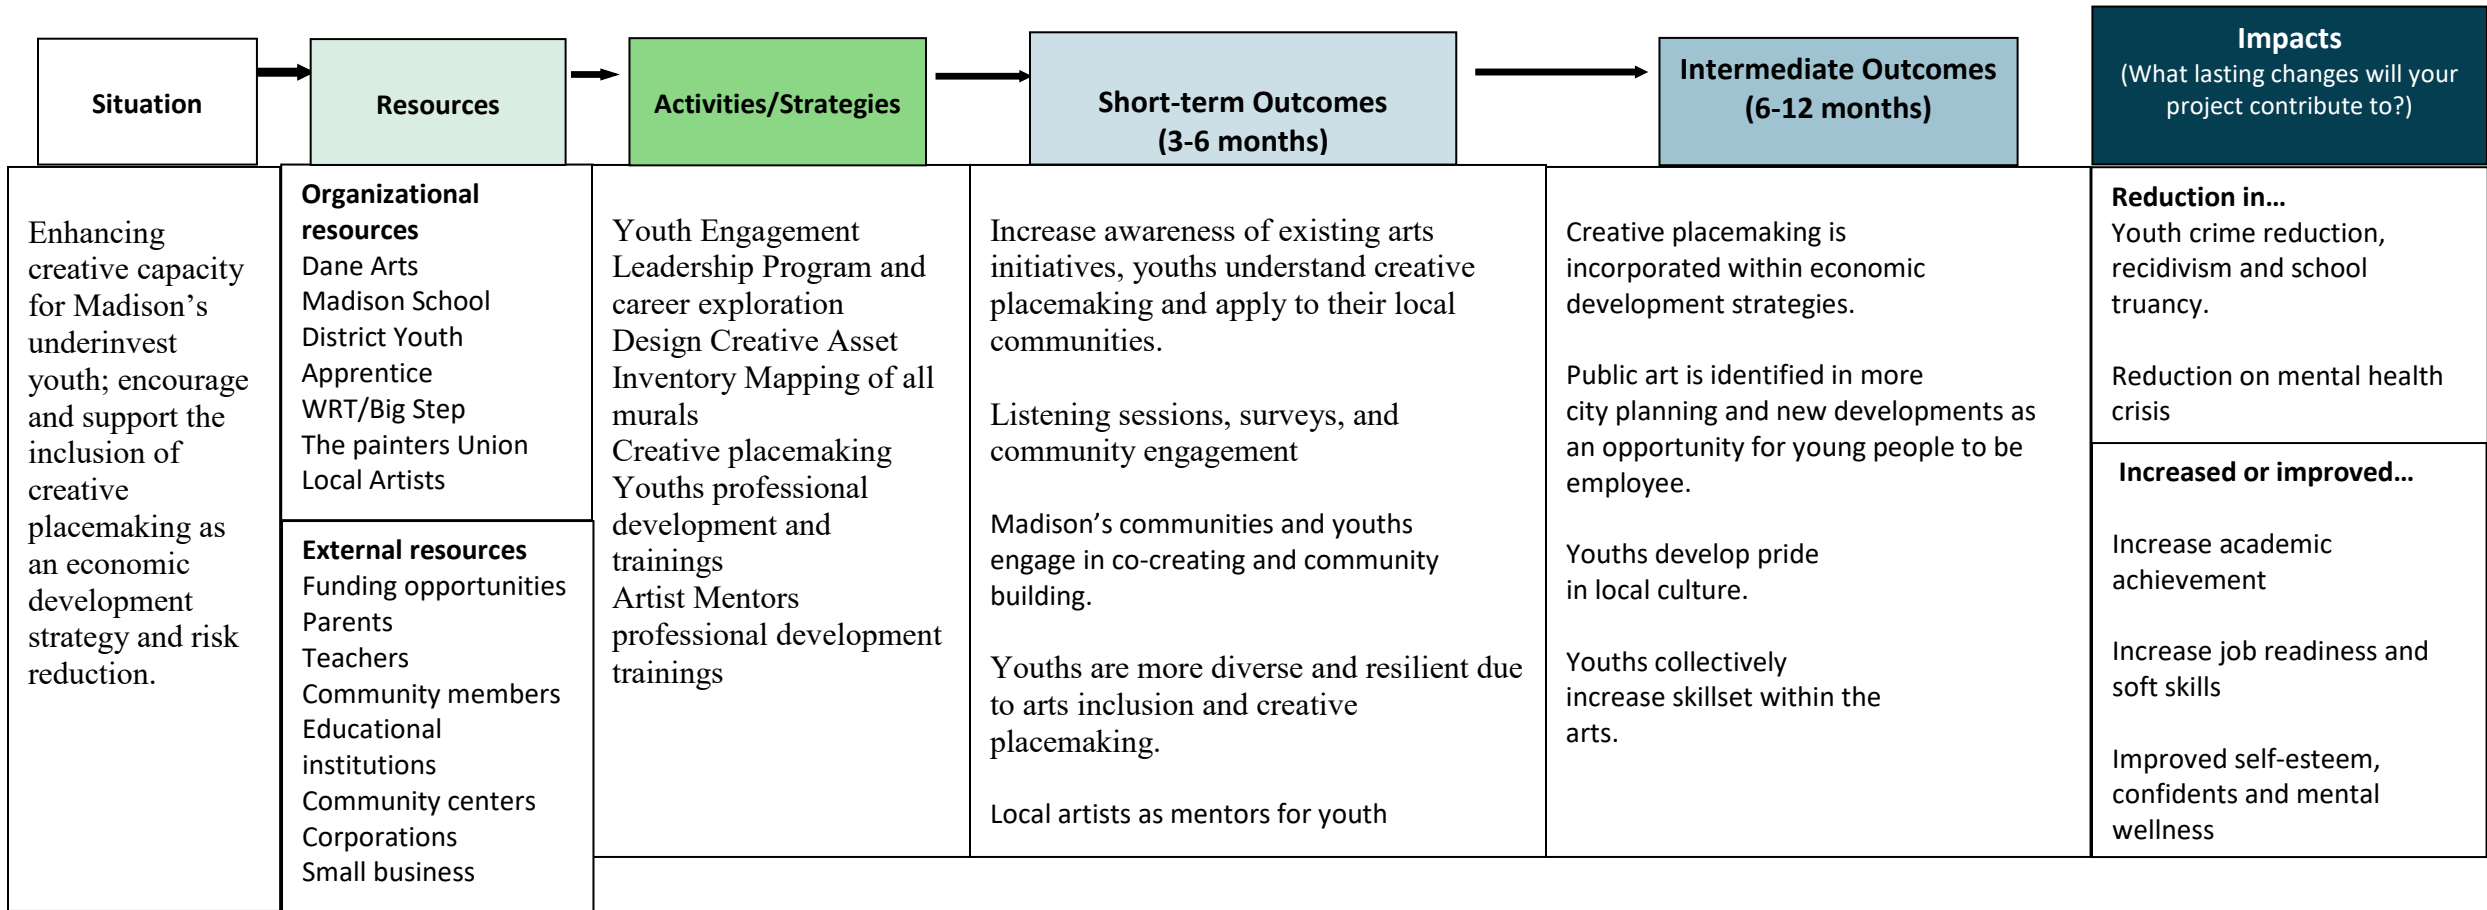 Situation
Resources
Activities/Strategies
Short-term Outcomes
(3-6 months)
Intermediate Outcomes
(6-12 months)
Impacts
(What lasting changes will your
project contribute to?)
Enhancing
creative capacity
for Madison’s
underinvest
youth; encourage
and support the
inclusion of
creative
placemaking as
an economic
development
strategy and risk
reduction.
Organizational
resources
Dane Arts
Madison School
District Youth
Apprentice
WRT/Big Step
The painters Union
Local Artists
External resources
Funding opportunities
Parents
Teachers
Community members
Educational
institutions
Community centers
Corporations
Small business
Youth Engagement
Leadership Program and
career exploration
Design Creative Asset
Inventory Mapping of all
murals
Creative placemaking
Youths professional
development and
trainings
Artist Mentors
professional development
trainings
Increase awareness of existing arts
initiatives, youths understand creative
placemaking and apply to their local
communities.
Listening sessions, surveys, and
community engagement
Madison’s communities and youths
engage in co-creating and community
building.
Youths are more diverse and resilient due
to arts inclusion and creative
placemaking.
Local artists as mentors for youth
Creative placemaking is
incorporated within economic
development strategies.
Public art is identified in more
city planning and new developments as
an opportunity for young people to be
employee.
Youths develop pride
in local culture.
Youths collectively
increase skillset within the
arts.
Reduction in…
Youth crime reduction,
recidivism and school
truancy.
Reduction on mental health
crisis
Increased or improved…
Increase academic
achievement
Increase job readiness and
soft skills
Improved self-esteem,
confidents and mental
wellness